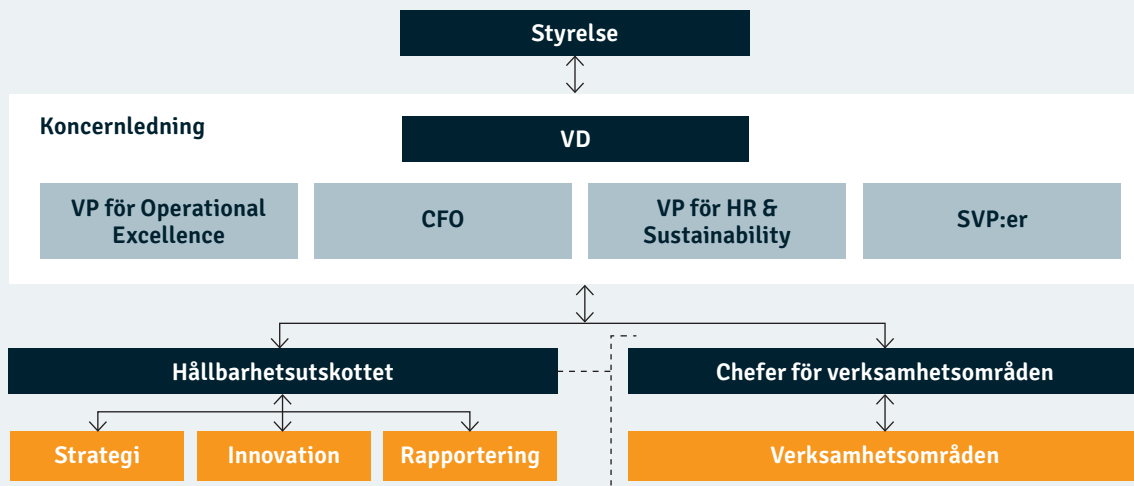 Styrelse
Koncernledning
VD
VP för Operational
Excellence
CFO
VP för HR &
Sustainability
SVP:er
Hållbarhetsutskottet
Chefer för verksamhetsområden
Strategi
Innovation
Rapportering
Verksamhetsområden